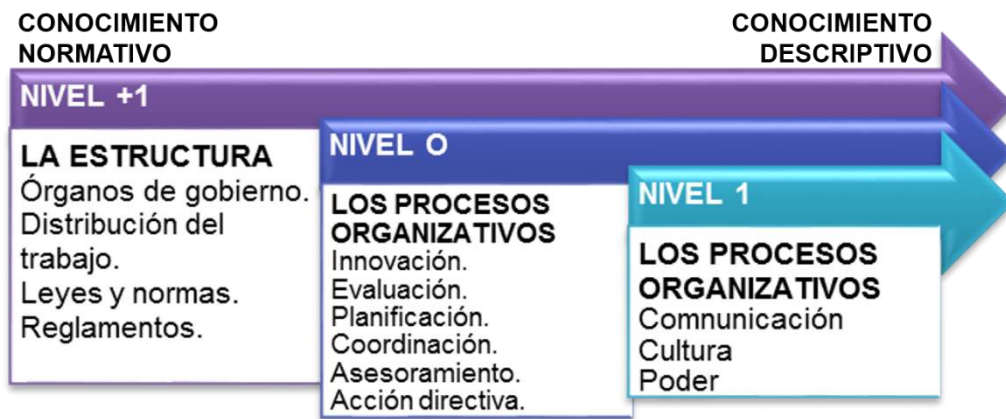 CONOCIMIENTO
NORMATIVO
CONOCIMIENTO
DESCRIPTIVO
NIVEL +1
LA ESTRUCTURA
Órganos de gobierno.
Distribución del
trabajo.
Leyes y normas.
Reglamentos.
NIVEL O
LOS PROCESOS
ORGANIZATIVOS
Innovación.
Evaluación.
Planificación.
Coordinación.
Asesoramiento.
Acción directiva.
NIVEL 1
LOS PROCESOS
ORGANIZATIVOS
Comnunicación
Cultura
Poder